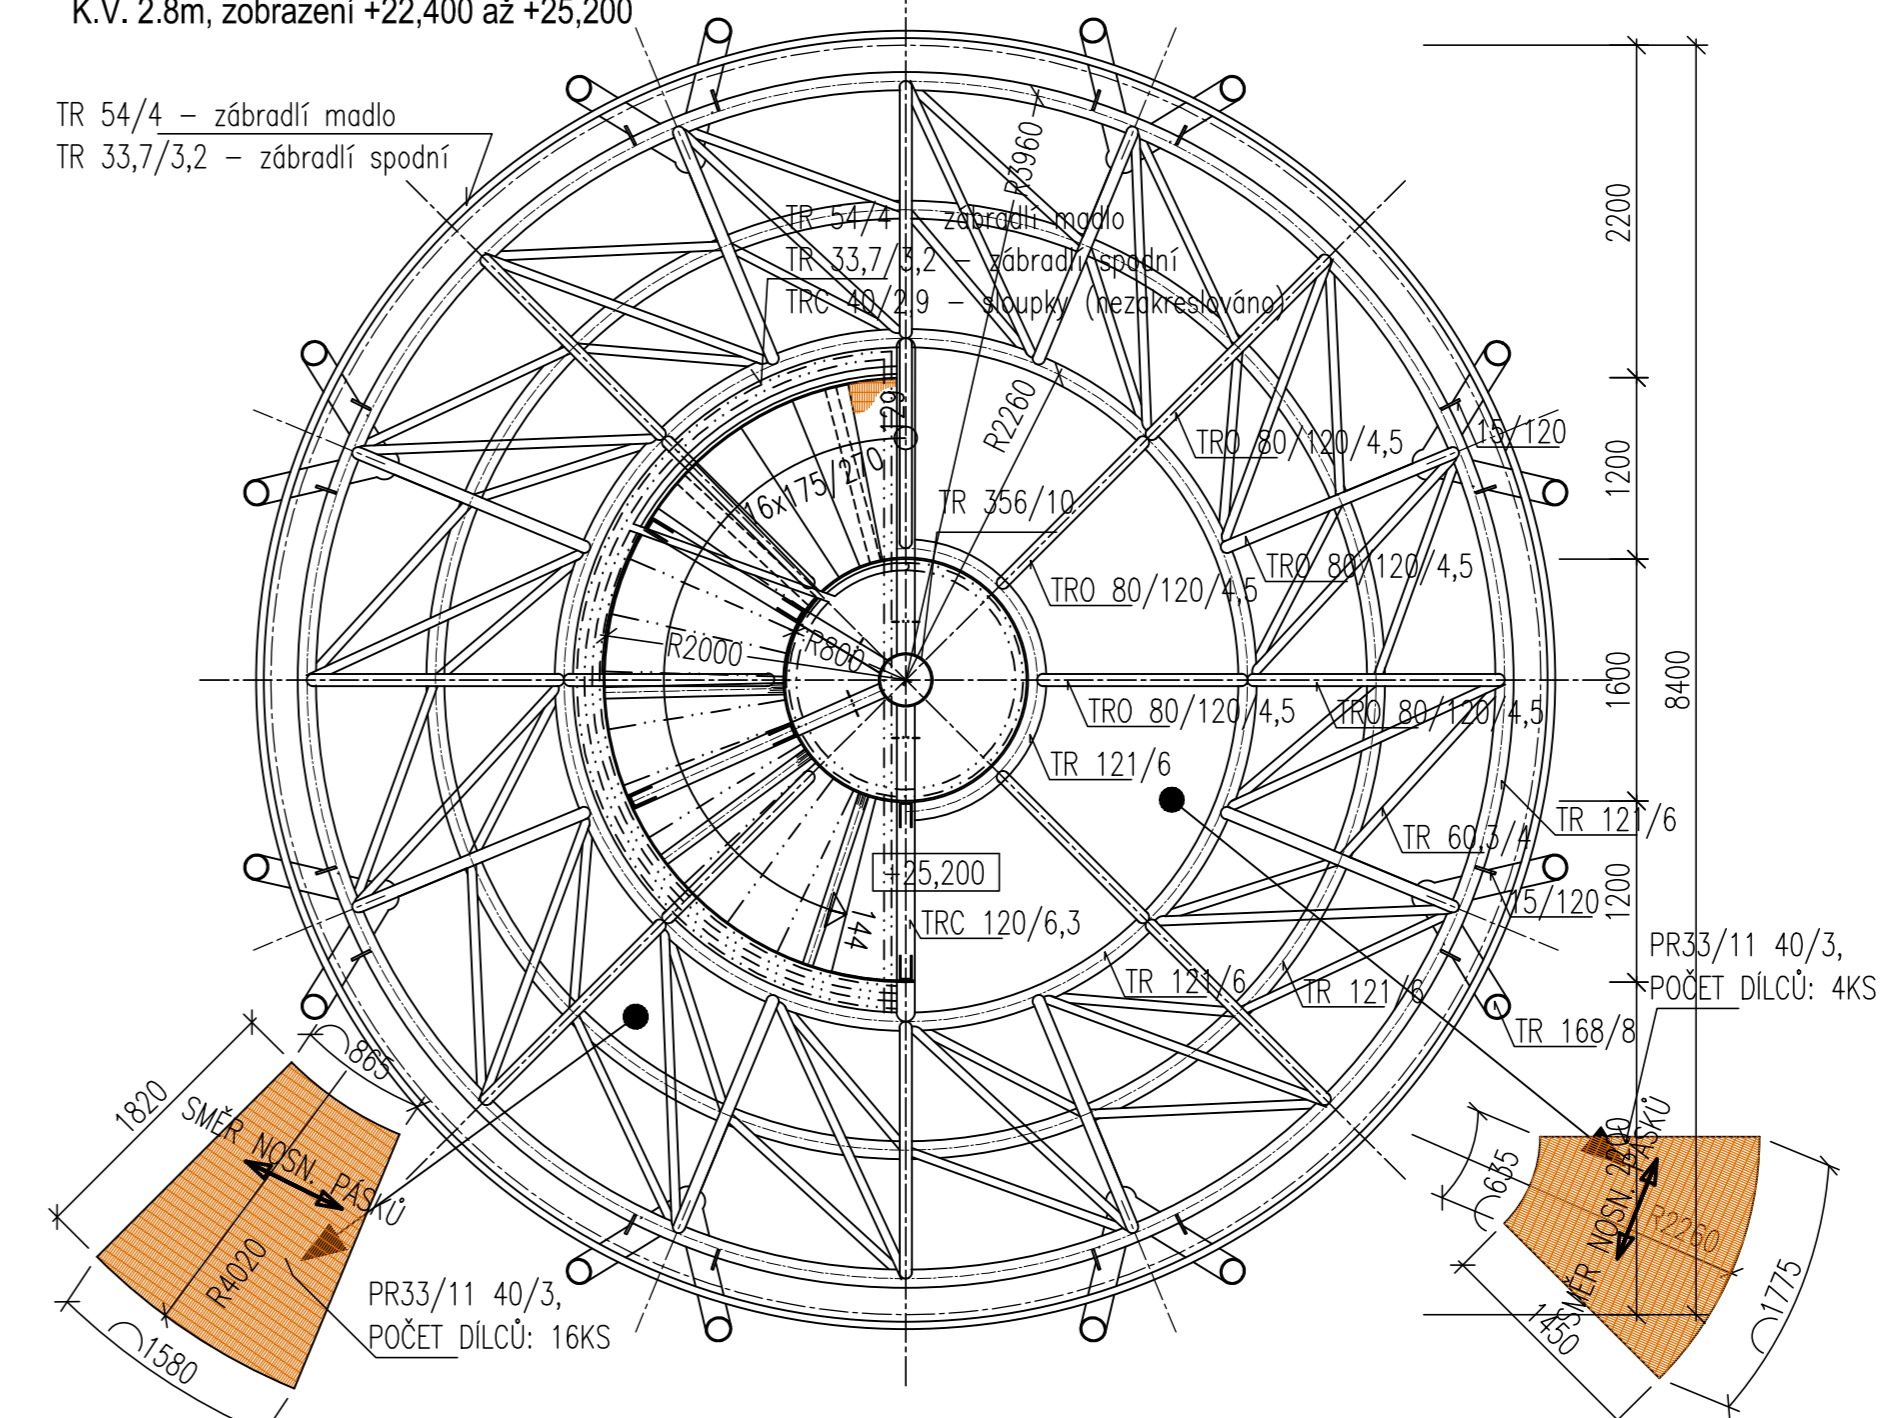 K.V. 2.8m, zobrazení +22,400 až +25,200
TR 54/4 – zábradlí madlo
TR 33,7/3,2 – zábradlí spodní
TR 54/4 – zábradlí madlo
TR 33,7/3,2 – zábradlí spodní
TRC 40/2,9 – sloupky (nezakreslováno)
R3960
R2260
129
16x175/270
TR 356/10
TRO 80/120/4,5
15/120
TRO 80/120/4,5
TRO 80/120/4,5
R2000
R800
TRO 80/120/4,5
TRO 80/120/4,5
TR 121/6
TR 121/6
TR 60,3/4
15/120
+25,200
144
TRC 120/6,3
TR 121/6
TR 121/6
TR 168/8
2200
1200
1600
8400
1200
2200
PR33/11 40/3,
POČET DÍLCŮ: 4KS
635
SMĚR NOSN. PÁSKŮ
R2260
1450
1775
865
1820
SMĚR NOSN. PÁSKŮ
R4020
1580
PR33/11 40/3,
POČET DÍLCŮ: 16KS